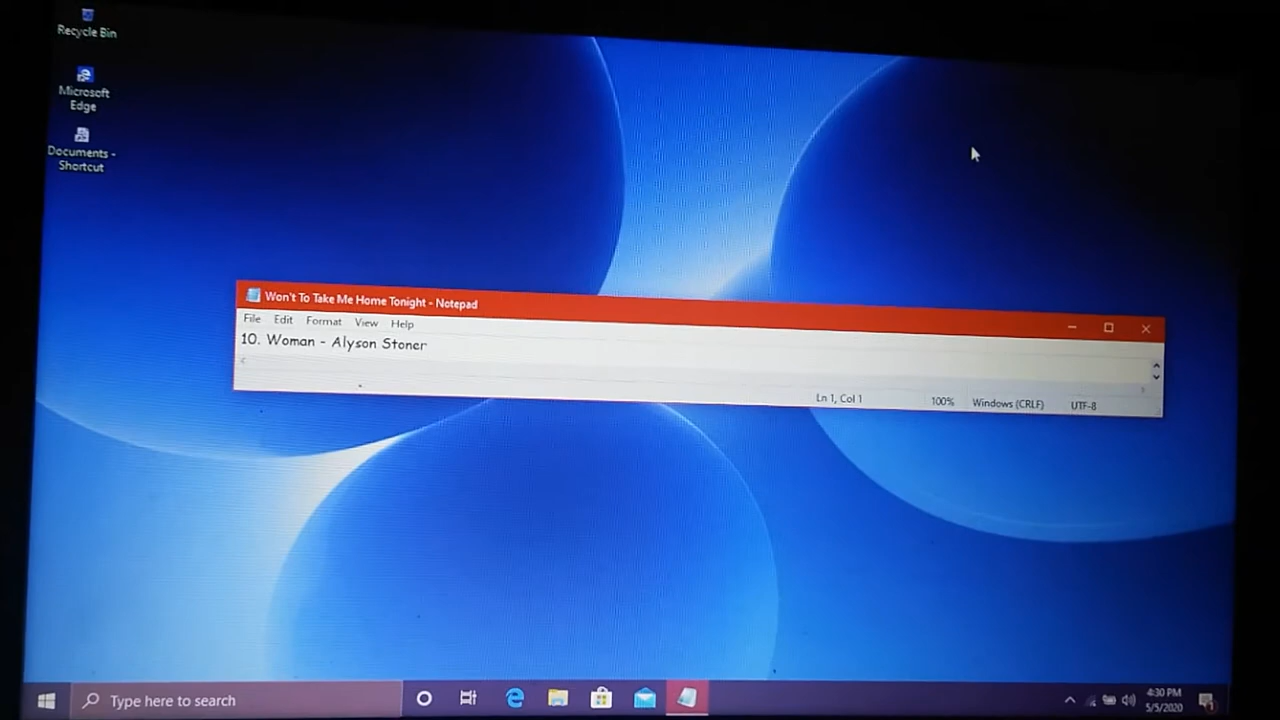 Recycle Bin
Microsoft
Edge
Documents -
Shortcut
Won't To Take Me Home Tonight - Notepad
File Edit Format View Help
10. Woman - Alyson Stoner
Ln 1, Col 1 100% Windows (CRLF) UTF-8
Type here to search
4:30 PM
5/5/2020